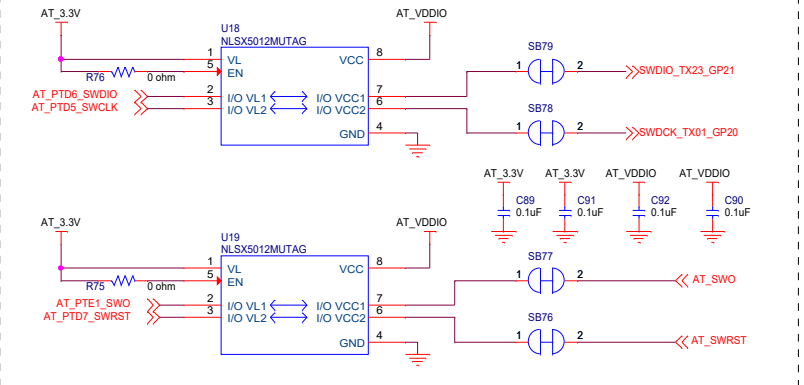 AT_3.3V
AT_VDDIO
U18
NLSX5012MUTAG
1 VL VCC 8
5 EN
R76 0 ohm
AT_PTD6_SWDIO 2 I/O VL1 I/O VCC1 7
AT_PTD5_SWCLK 3 I/O VL2 I/O VCC2 6
GND 4
SB79
1 2 SWDIO_TX23_GP21
SB78
1 2 SWDCK_TX01_GP20
AT_3.3V AT_3.3V AT_VDDIO AT_VDDIO
C89 C91 C92 C90
0.1uF 0.1uF 0.1uF 0.1uF
AT_3.3V
AT_VDDIO
U19
NLSX5012MUTAG
1 VL VCC 8
5 EN
R75 0 ohm
AT_PTE1_SWO 2 I/O VL1 I/O VCC1 7
AT_PTD7_SWRST 3 I/O VL2 I/O VCC2 6
GND 4
SB77
1 2 AT_SWO
SB76
1 2 AT_SWRST